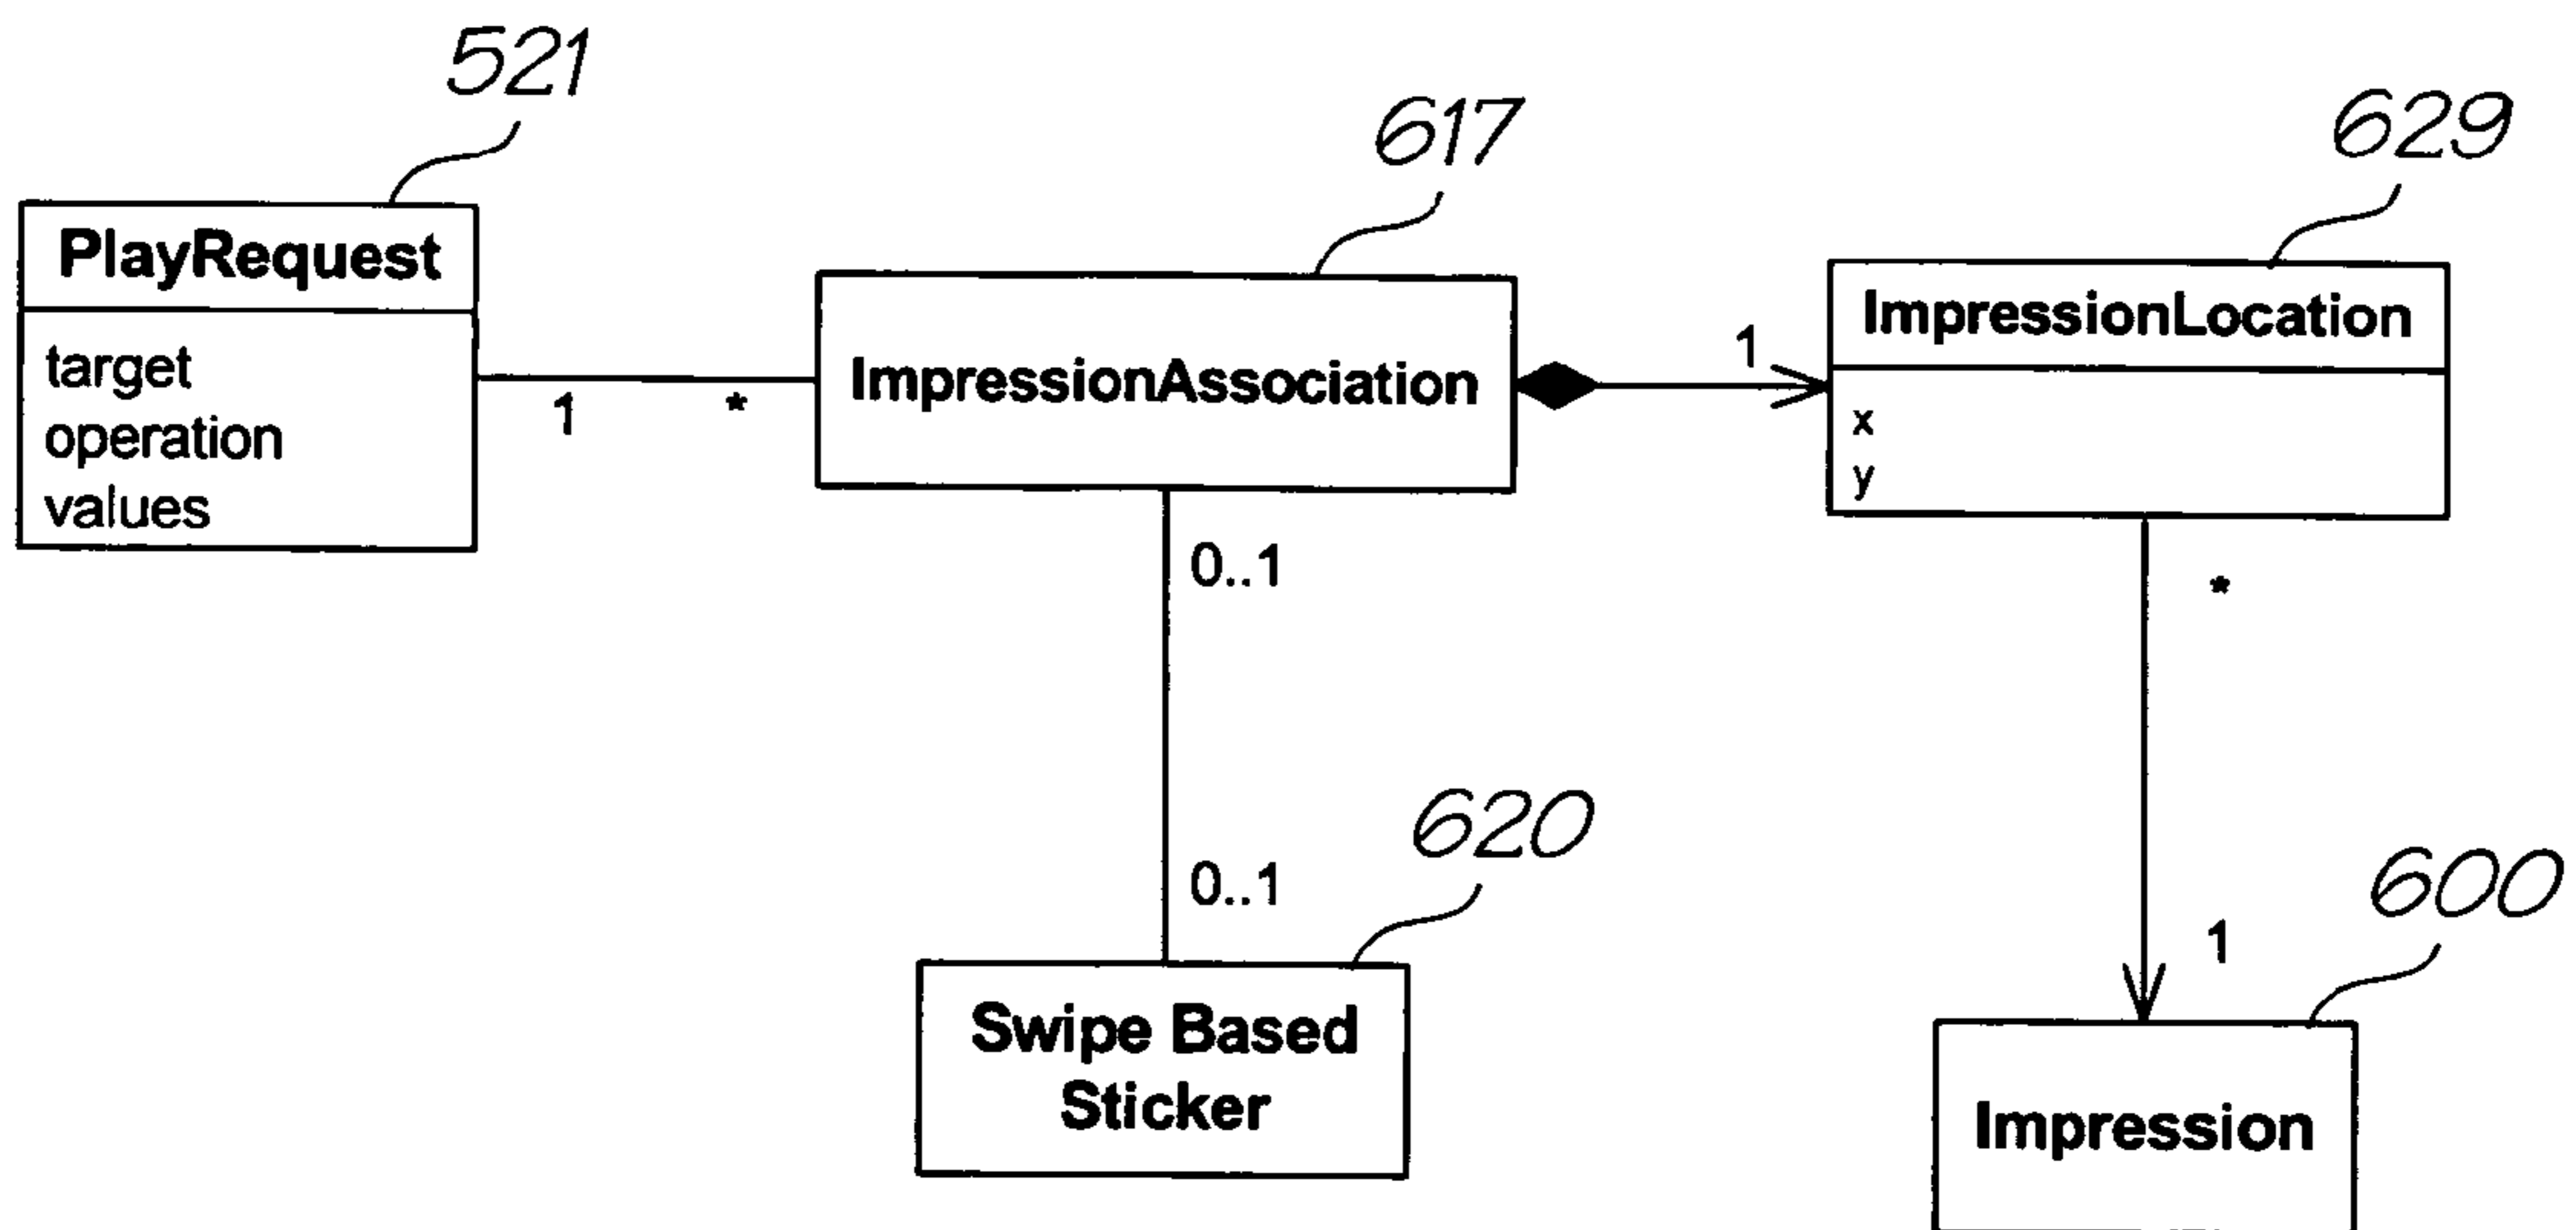 521
617
629
PlayRequest
target
operation
values
1
*
ImpressionAssociation
1
ImpressionLocation
x
y
0..1
0..1
*
1
620
600
Swipe Based
Sticker
Impression